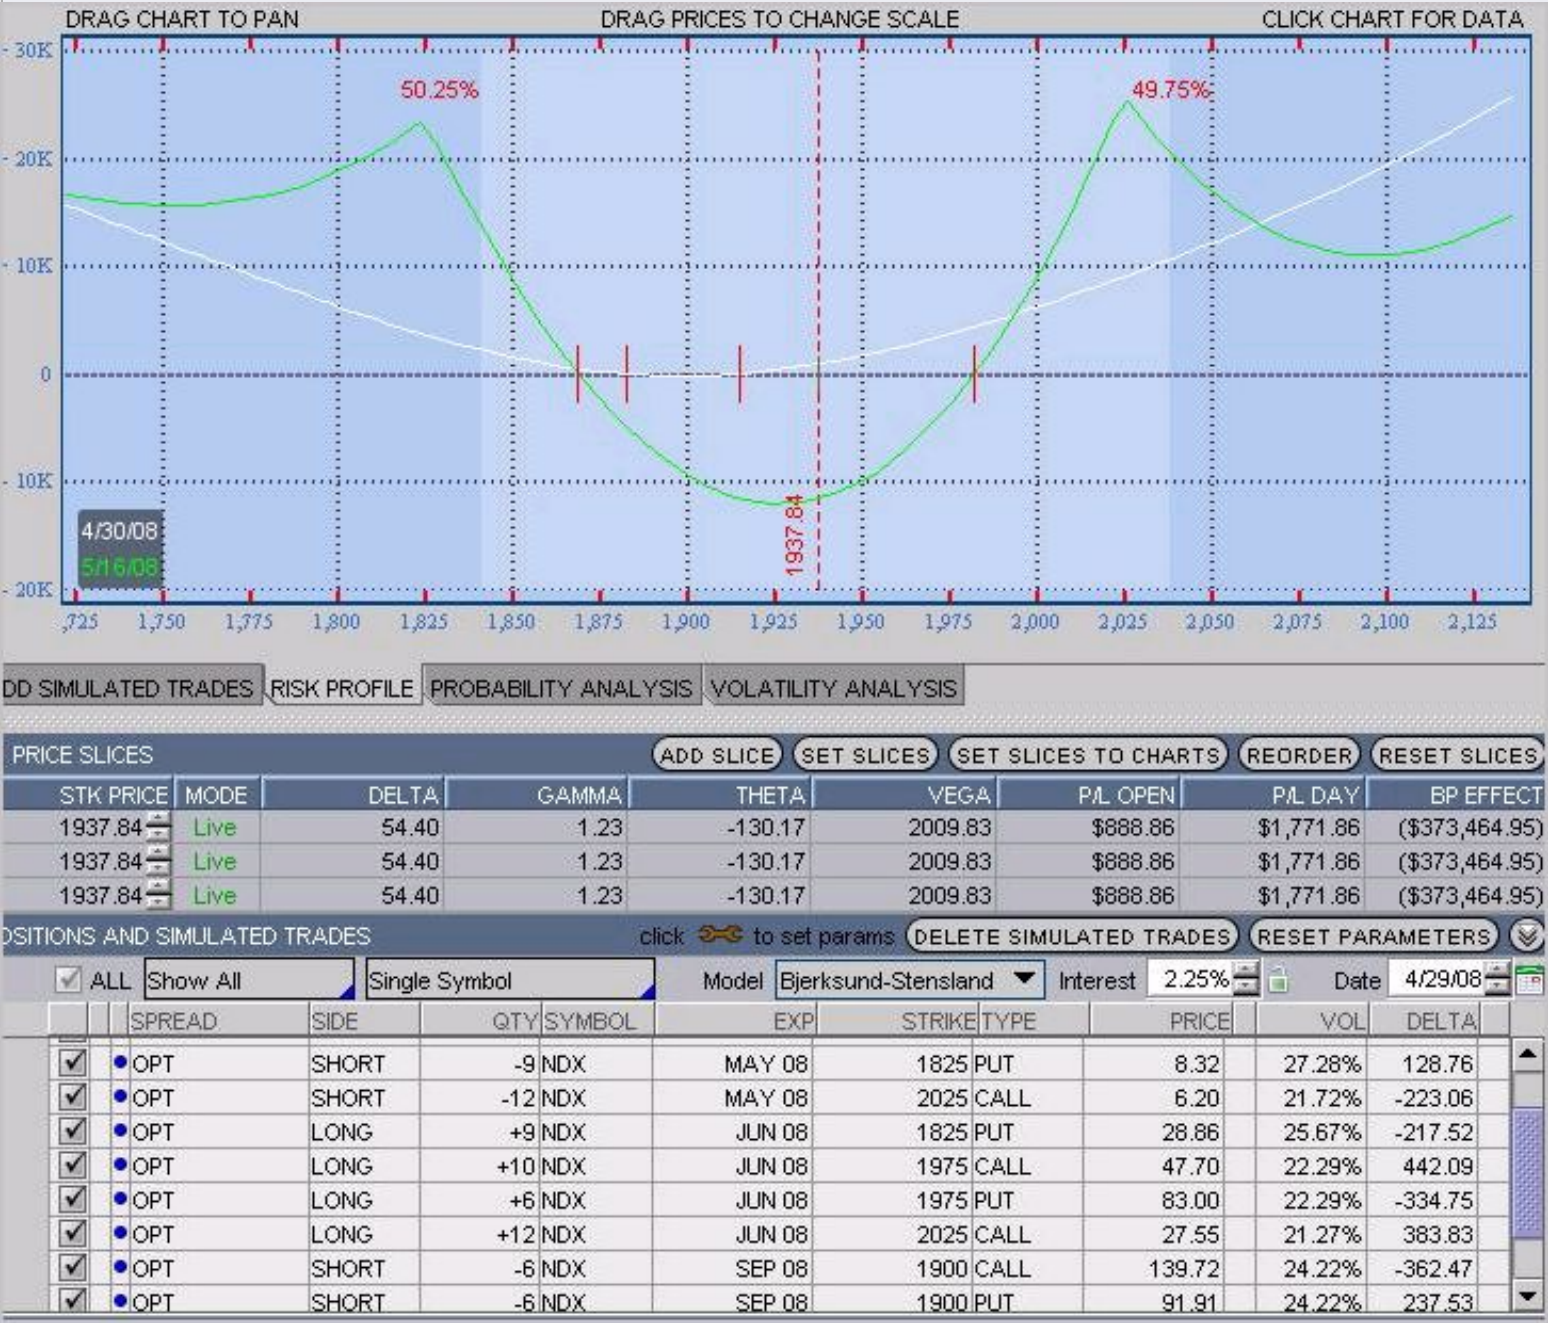 DRAG CHART TO PAN DRAG PRICES TO CHANGE SCALE CLICK CHART FOR DATA
30K
50.25% 49.75%
20K
10K
0
10K
1937.84
4/30/08
5/16/08
20K
,725 1,750 1,775 1,800 1,825 1,850 1,875 1,900 1,925 1,950 1,975 2,000 2,025 2,050 2,075 2,100 2,125
DD SIMULATED TRADES RISK PROFILE PROBABILITY ANALYSIS VOLATILITY ANALYSIS
PRICE SLICES ADD SLICE SET SLICES SET SLICES TO CHARTS REORDER RESET SLICES
STK PRICE MODE DELTA GAMMA THETA VEGA P/L OPEN P/L DAY BP EFFECT
1937.84 Live 54.40 1.23 -130.17 2009.83 $888.86 $1,771.86 ($373,464.95)
1937.84 Live 54.40 1.23 -130.17 2009.83 $888.86 $1,771.86 ($373,464.95)
1937.84 Live 54.40 1.23 -130.17 2009.83 $888.86 $1,771.86 ($373,464.95)
OSITIONS AND SIMULATED TRADES click to set params DELETE SIMULATED TRADES RESET PARAMETERS
ALL Show All Single Symbol Model Bjerksund-Stensland Interest 2.25% Date 4/29/08
SPREAD SIDE QTY SYMBOL EXP STRIKE TYPE PRICE VOL DELTA
OPT SHORT -9 NDX MAY 08 1825 PUT 8.32 27.28% 128.76
OPT SHORT -12 NDX MAY 08 2025 CALL 6.20 21.72% -223.06
OPT LONG +9 NDX JUN 08 1825 PUT 28.86 25.67% -217.52
OPT LONG +10 NDX JUN 08 1975 CALL 47.70 22.29% 442.09
OPT LONG +6 NDX JUN 08 1975 PUT 83.00 22.29% -334.75
OPT LONG +12 NDX JUN 08 2025 CALL 27.55 21.27% 383.83
OPT SHORT -6 NDX SEP 08 1900 CALL 139.72 24.22% -362.47
OPT SHORT -6 NDX SEP 08 1900 PUT 91.91 24.22% 237.53